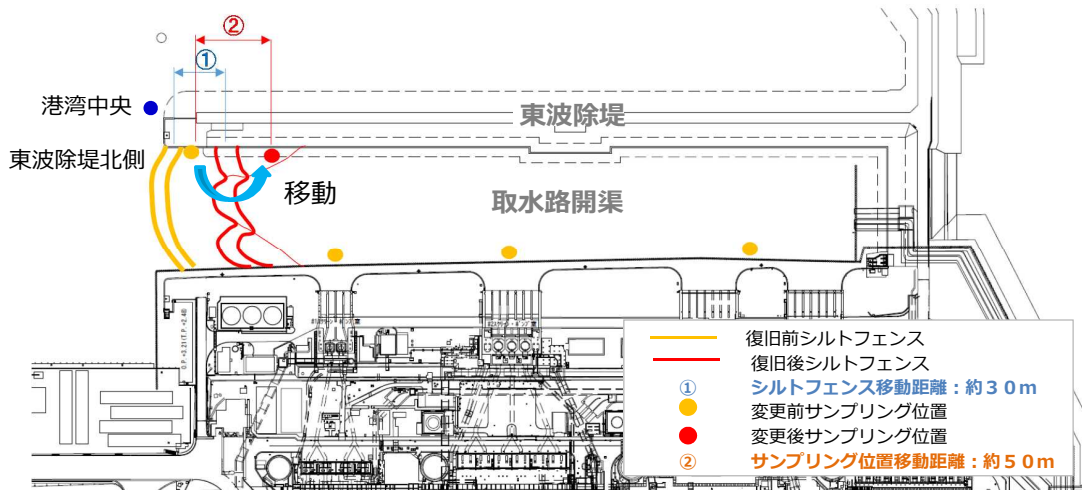 ②
①
港湾中央
東波除堤
東波除堤北側
移動
取水路開渠
復旧前シルトフェンス
復旧後シルトフェンス
① シルトフェンス移動距離：約３０ｍ
変更前サンプリング位置
変更後サンプリング位置
② サンプリング位置移動距離：約５０ｍ